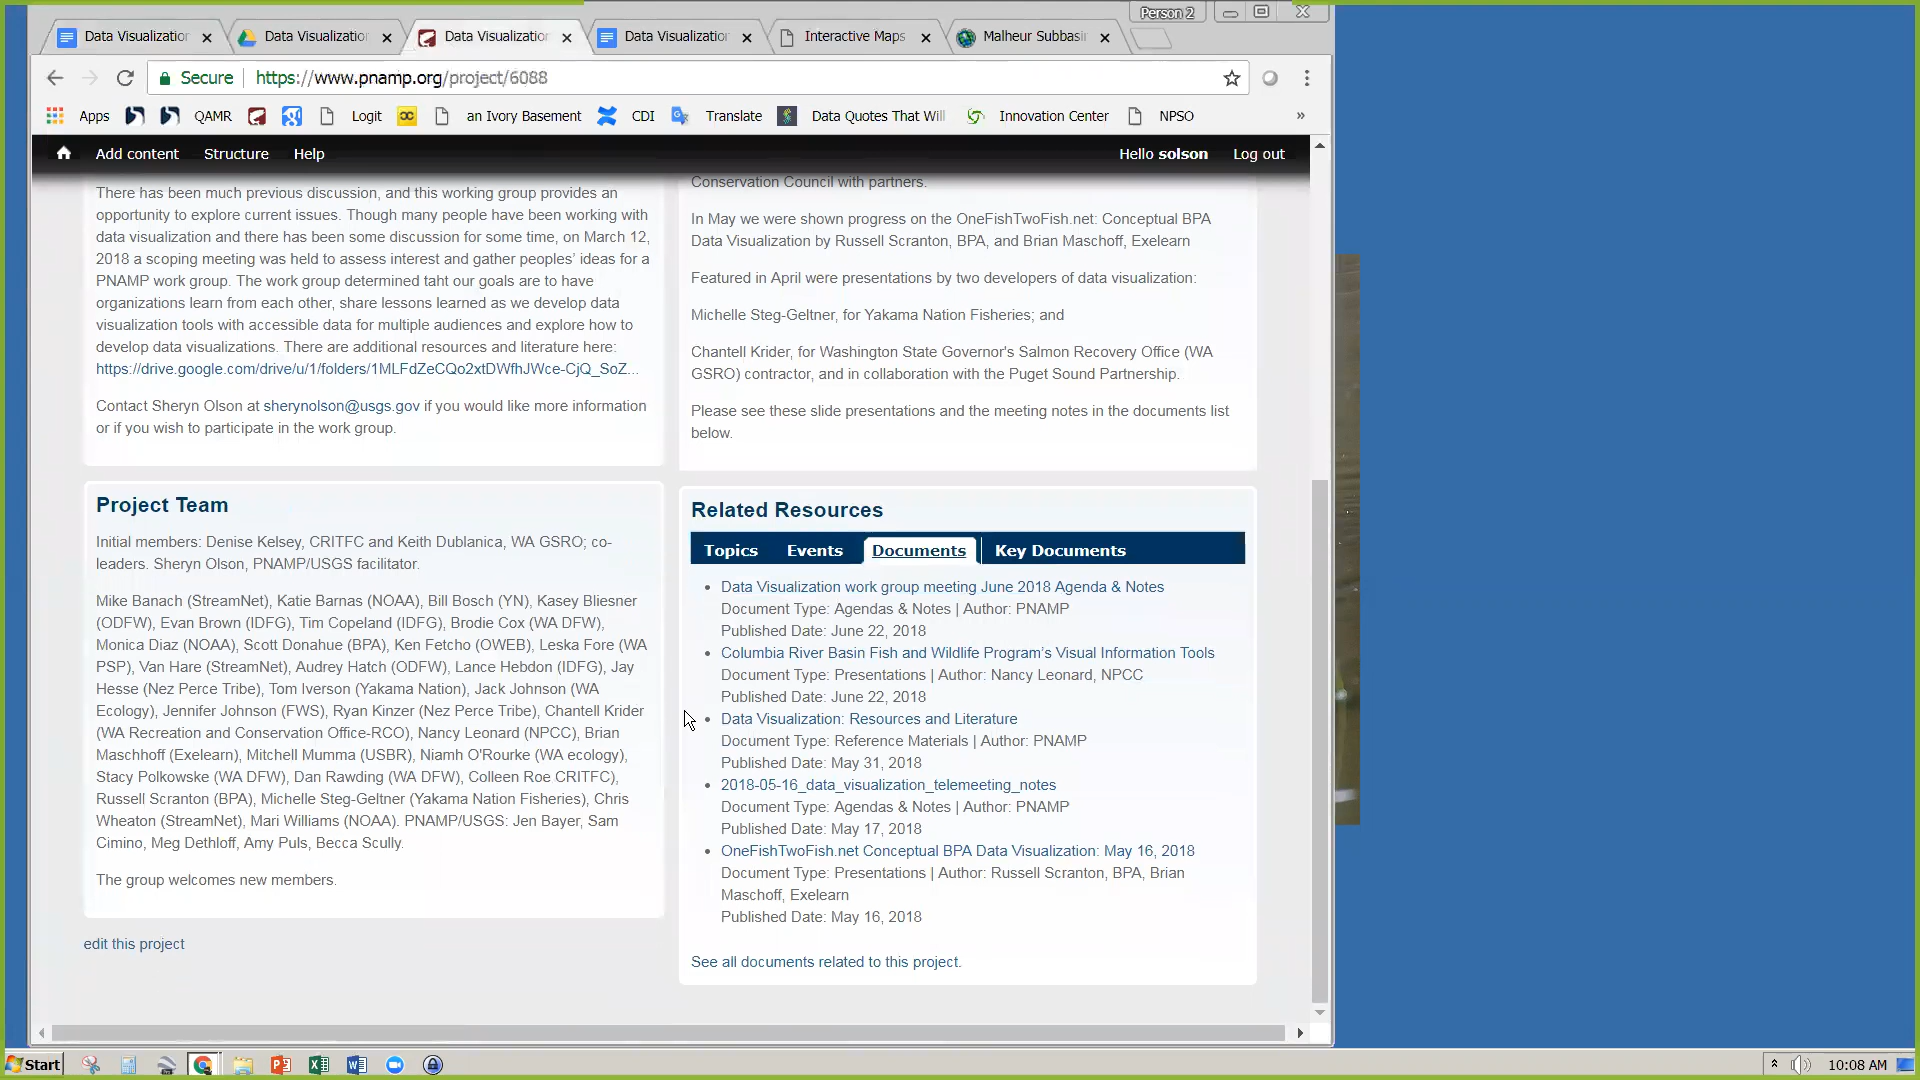 Person 2
Data Visualization
Data Visualization
Data Visualization
Data Visualization
Interactive Maps
Malheur Subbasi
Secure
https://www.pnamp.org/project/6088
Apps
QAMR
Logit
an Ivory Basement
CDI
Translate
Data Quotes That Will
Innovation Center
NPSO
»
Add content
Structure
Help
Hello solson
Log out
There has been much previous discussion, and this working group provides an
opportunity to explore current issues. Though many people have been working with
data visualization and there has been some discussion for some time, on March 12,
2018 a scoping meeting was held to assess interest and gather peoples' ideas for a
PNAMP work group. The work group determined taht our goals are to have
organizations learn from each other, share lessons learned as we develop data
visualization tools with accessible data for multiple audiences and explore how to
develop data visualizations. There are additional resources and literature here:
https://drive.google.com/drive/u/1/folders/1MLFdZeCQo2xtDWfhJWce-CjQ_SoZ...
Contact Sheryn Olson at sherynolson@usgs.gov if you would like more information
or if you wish to participate in the work group.
Project Team
Initial members: Denise Kelsey, CRITFC and Keith Dublanica, WA GSRO; co-
leaders. Sheryn Olson, PNAMP/USGS facilitator.
Mike Banach (StreamNet), Katie Barnas (NOAA), Bill Bosch (YN), Kasey Bliesner
(ODFW), Evan Brown (IDFG), Tim Copeland (IDFG), Brodie Cox (WA DFW),
Monica Diaz (NOAA), Scott Donahue (BPA), Ken Fetcho (OWEB), Leska Fore (WA
PSP), Van Hare (StreamNet), Audrey Hatch (ODFW), Lance Hebdon (IDFG), Jay
Hesse (Nez Perce Tribe), Tom Iverson (Yakama Nation), Jack Johnson (WA
Ecology), Jennifer Johnson (FWS), Ryan Kinzer (Nez Perce Tribe), Chantell Krider
(WA Recreation and Conservation Office-RCO), Nancy Leonard (NPCC), Brian
Maschhoff (Exelearn), Mitchell Mumma (USBR), Niamh O'Rourke (WA ecology),
Stacy Polkowske (WA DFW), Dan Rawding (WA DFW), Colleen Roe CRITFC),
Russell Scranton (BPA), Michelle Steg-Geltner (Yakama Nation Fisheries), Chris
Wheaton (StreamNet), Mari Williams (NOAA). PNAMP/USGS: Jen Bayer, Sam
Cimino, Meg Dethloff, Amy Puls, Becca Scully.
The group welcomes new members.
edit this project
Conservation Council with partners.
In May we were shown progress on the OneFishTwoFish.net: Conceptual BPA
Data Visualization by Russell Scranton, BPA, and Brian Maschoff, Exelearn
Featured in April were presentations by two developers of data visualization:
Michelle Steg-Geltner, for Yakama Nation Fisheries; and
Chantell Krider, for Washington State Governor's Salmon Recovery Office (WA
GSRO) contractor, and in collaboration with the Puget Sound Partnership.
Please see these slide presentations and the meeting notes in the documents list
below.
Related Resources
Topics
Events
Documents
Key Documents
• Data Visualization work group meeting June 2018 Agenda & Notes
Document Type: Agendas & Notes | Author: PNAMP
Published Date: June 22, 2018
• Columbia River Basin Fish and Wildlife Program's Visual Information Tools
Document Type: Presentations | Author: Nancy Leonard, NPCC
Published Date: June 22, 2018
• Data Visualization: Resources and Literature
Document Type: Reference Materials | Author: PNAMP
Published Date: May 31, 2018
• 2018-05-16_data_visualization_telemeeting_notes
Document Type: Agendas & Notes | Author: PNAMP
Published Date: May 17, 2018
• OneFishTwoFish.net Conceptual BPA Data Visualization: May 16, 2018
Document Type: Presentations | Author: Russell Scranton, BPA, Brian
Maschoff, Exelearn
Published Date: May 16, 2018
See all documents related to this project.
Start
10:08 AM